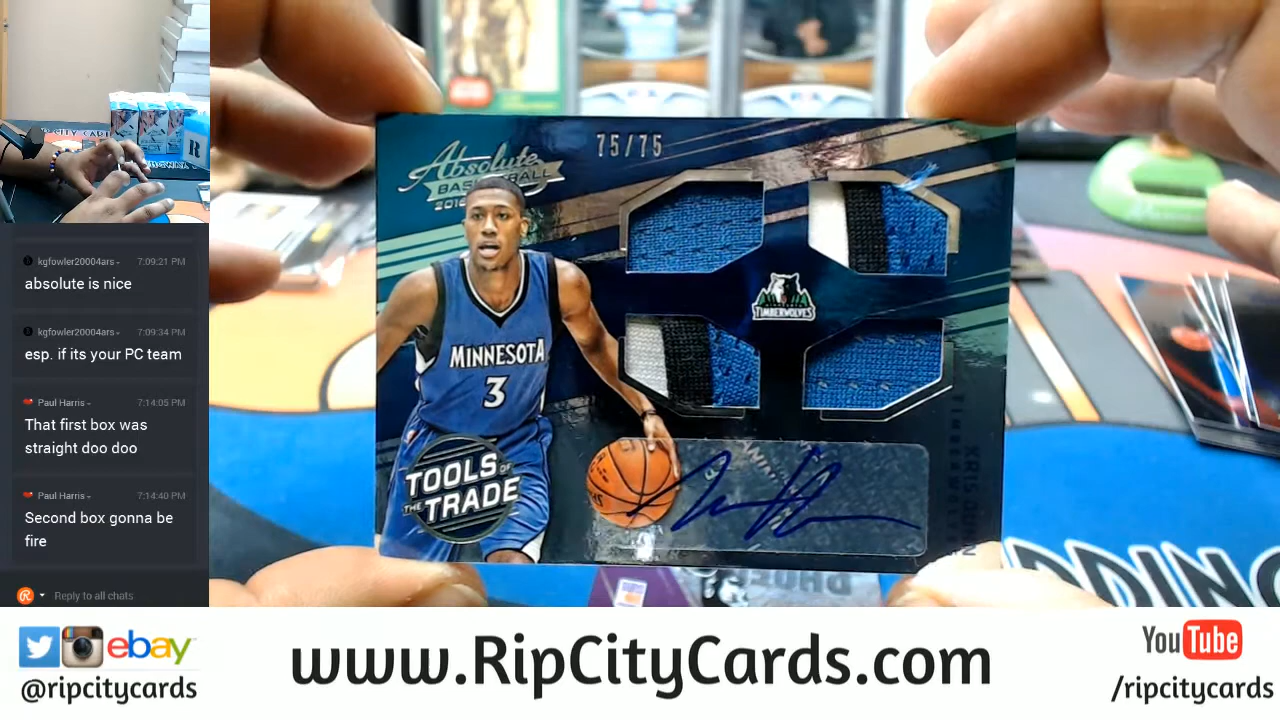 kgfowler20004ars
7:09:21 PM
absolute is nice
kgfowler20004ars
7:09:34 PM
esp. if its your PC team
Paul Harris
7:14:05 PM
That first box was
straight doo doo
Paul Harris
7:14:40 PM
Second box gonna be
fire
Reply to all chats
Absolute
BASKETBALL
75/75
MINNESOTA
3
TIMBERWOLVES
TOOLS OF
THE TRADE
KRIS DUNN
TIMBERWOLVES
ebay
@ripcitycards
www.RipCityCards.com
YouTube
/ripcitycards